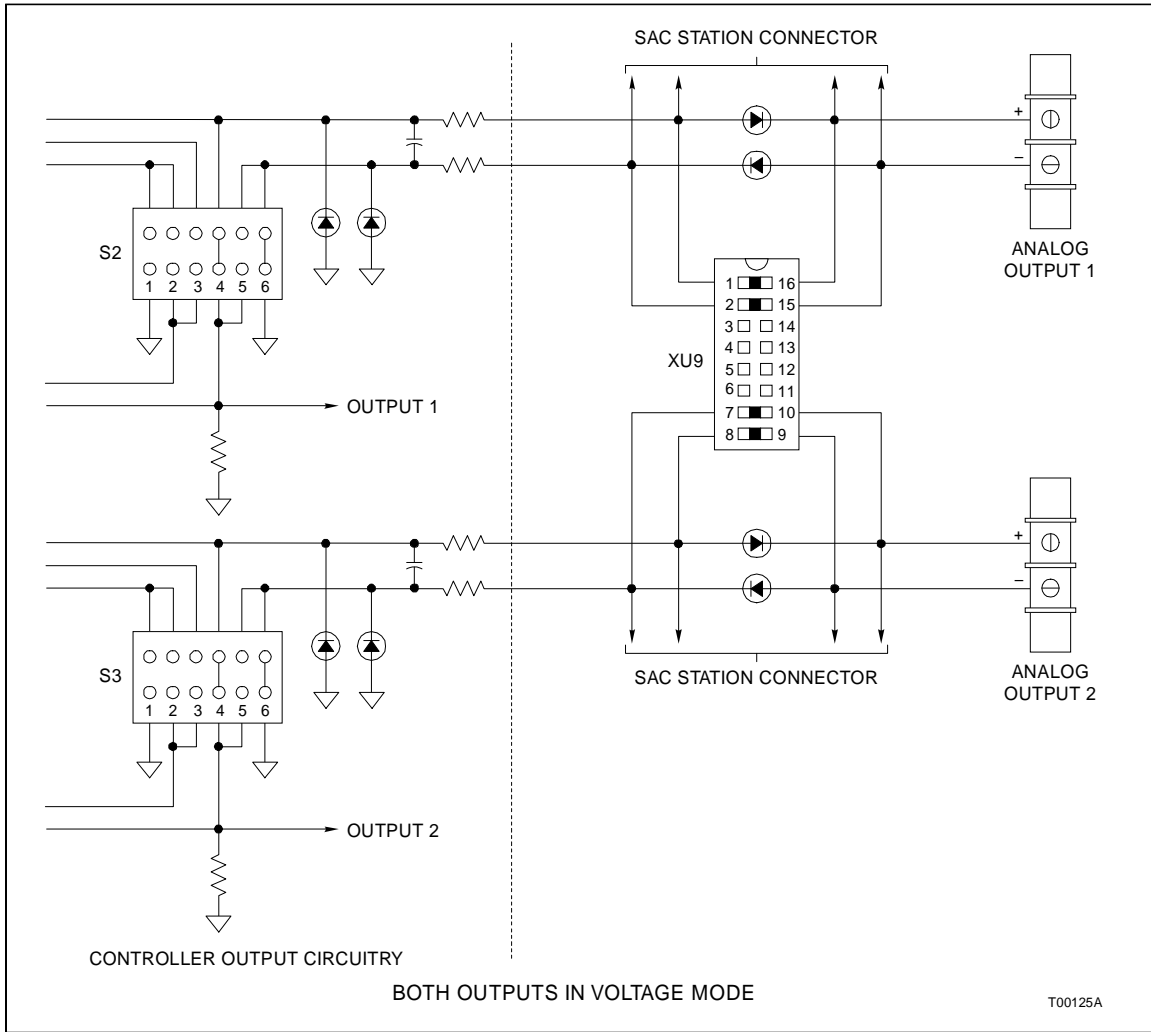 SAC STATION CONNECTOR
+
−
ANALOG
OUTPUT 1
S2
1 2 3 4 5 6
XU9
1 16
2 15
3 14
4 13
5 12
6 11
7 10
8 9
OUTPUT 1
+
−
ANALOG
OUTPUT 2
SAC STATION CONNECTOR
S3
1 2 3 4 5 6
OUTPUT 2
CONTROLLER OUTPUT CIRCUITRY
BOTH OUTPUTS IN VOLTAGE MODE
T00125A